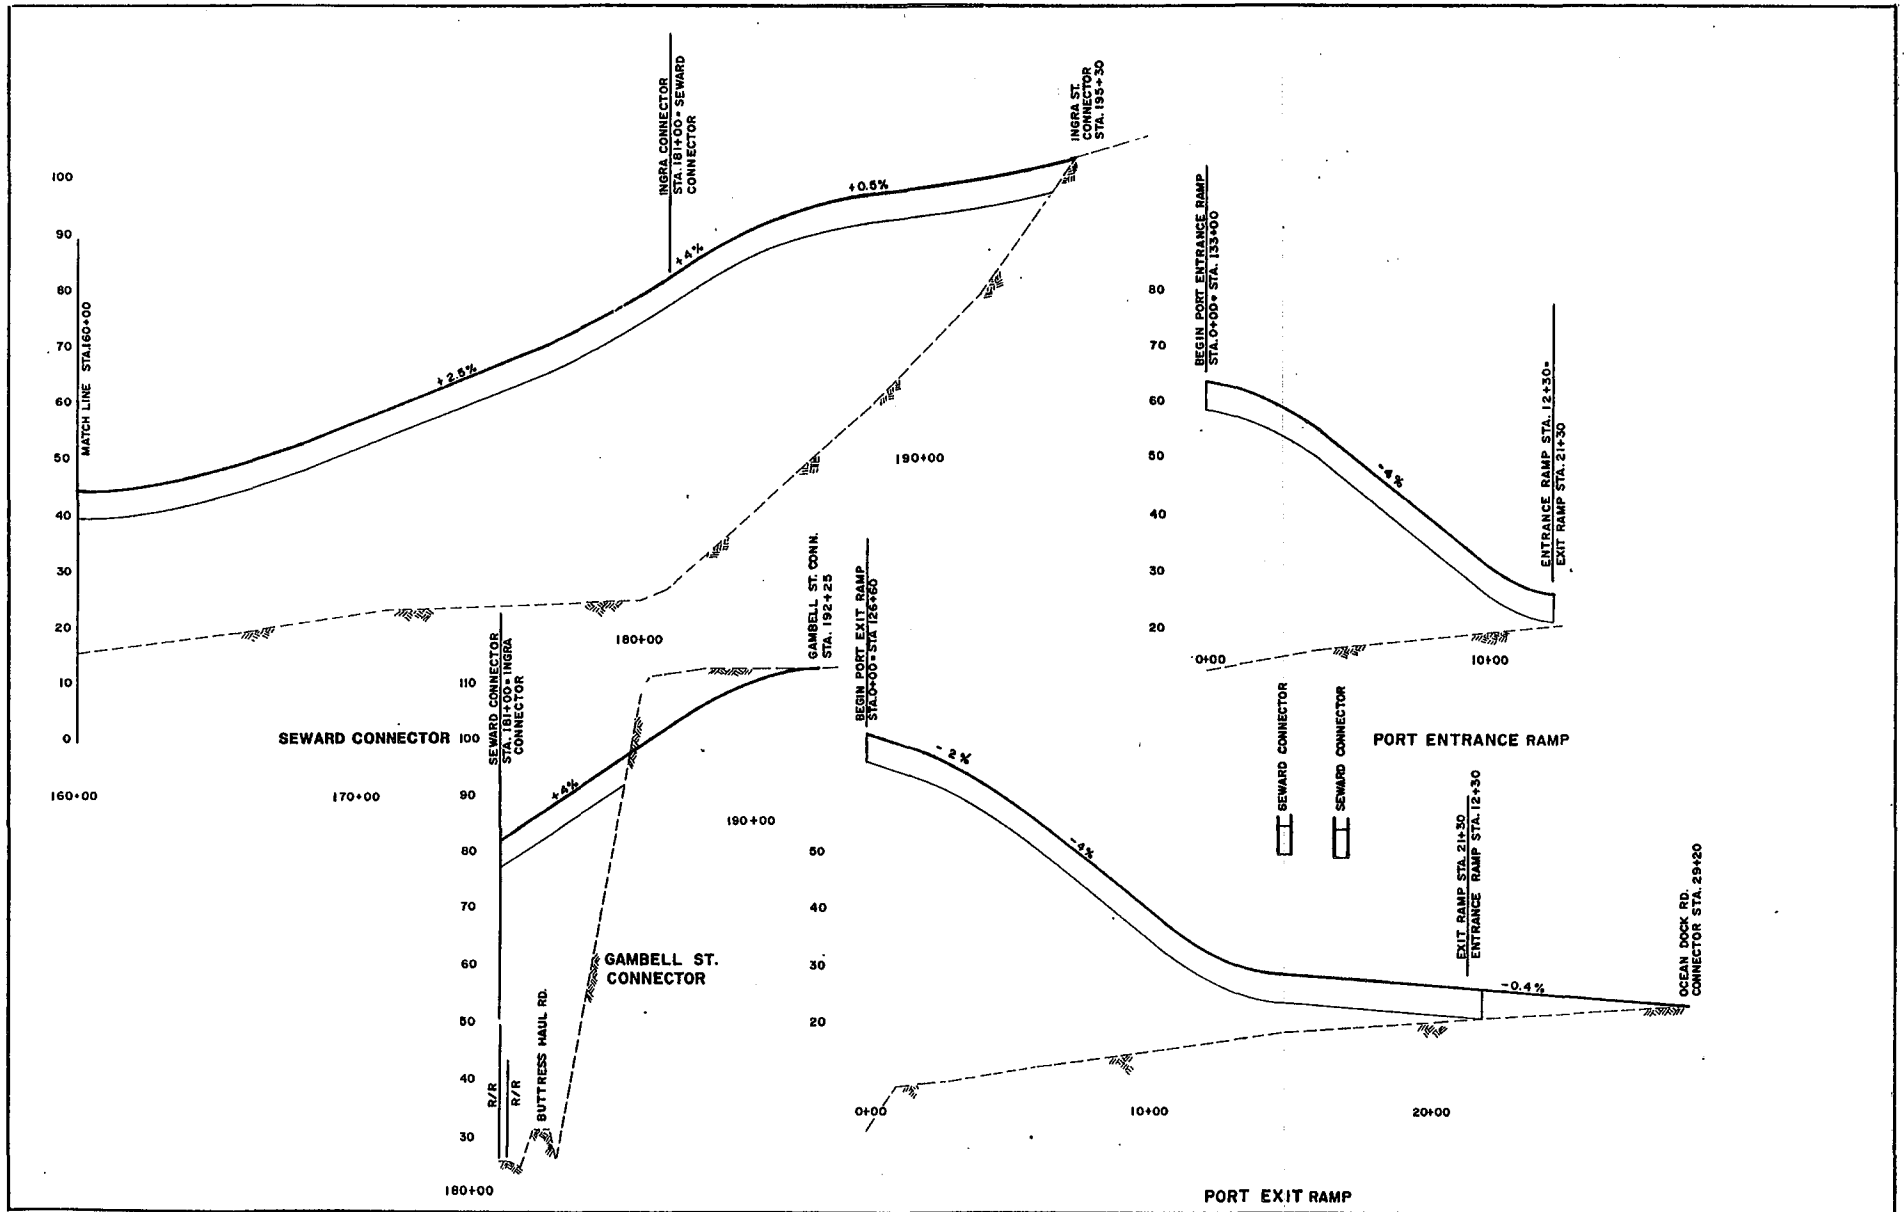 INGRA CONNECTOR
STA. 181+00= SEWARD
CONNECTOR
INGRA ST.
CONNECTOR
STA. 195+30
100
90
80
70
60
50
40
30
20
10
0
MATCH LINE STA.160+00
+2.5%
+4%
+0.5%
160+00
170+00
180+00
190+00
SEWARD CONNECTOR
SEWARD CONNECTOR
STA. 181+00=INGRA
CONNECTOR
GAMBELL ST. CONN.
STA. 192+25
110
100
90
80
70
60
50
40
30
+4%
R/R
R/R
BUTTRESS HAUL RD.
GAMBELL ST.
CONNECTOR
180+00
190+00
BEGIN PORT ENTRANCE RAMP
STA. 0+00= STA. 133+00
80
70
60
50
40
30
20
-4%
ENTRANCE RAMP STA. 12+30=
EXIT RAMP STA. 21+30
0+00
10+00
PORT ENTRANCE RAMP
BEGIN PORT EXIT RAMP
STA.0+00= STA 126+60
50
40
30
20
-2%
-4%
-0.4%
SEWARD CONNECTOR
SEWARD CONNECTOR
EXIT RAMP STA. 21+30
ENTRANCE RAMP STA. 12+30
OCEAN DOCK RD.
CONNECTOR STA. 29+20
0+00
10+00
20+00
PORT EXIT RAMP